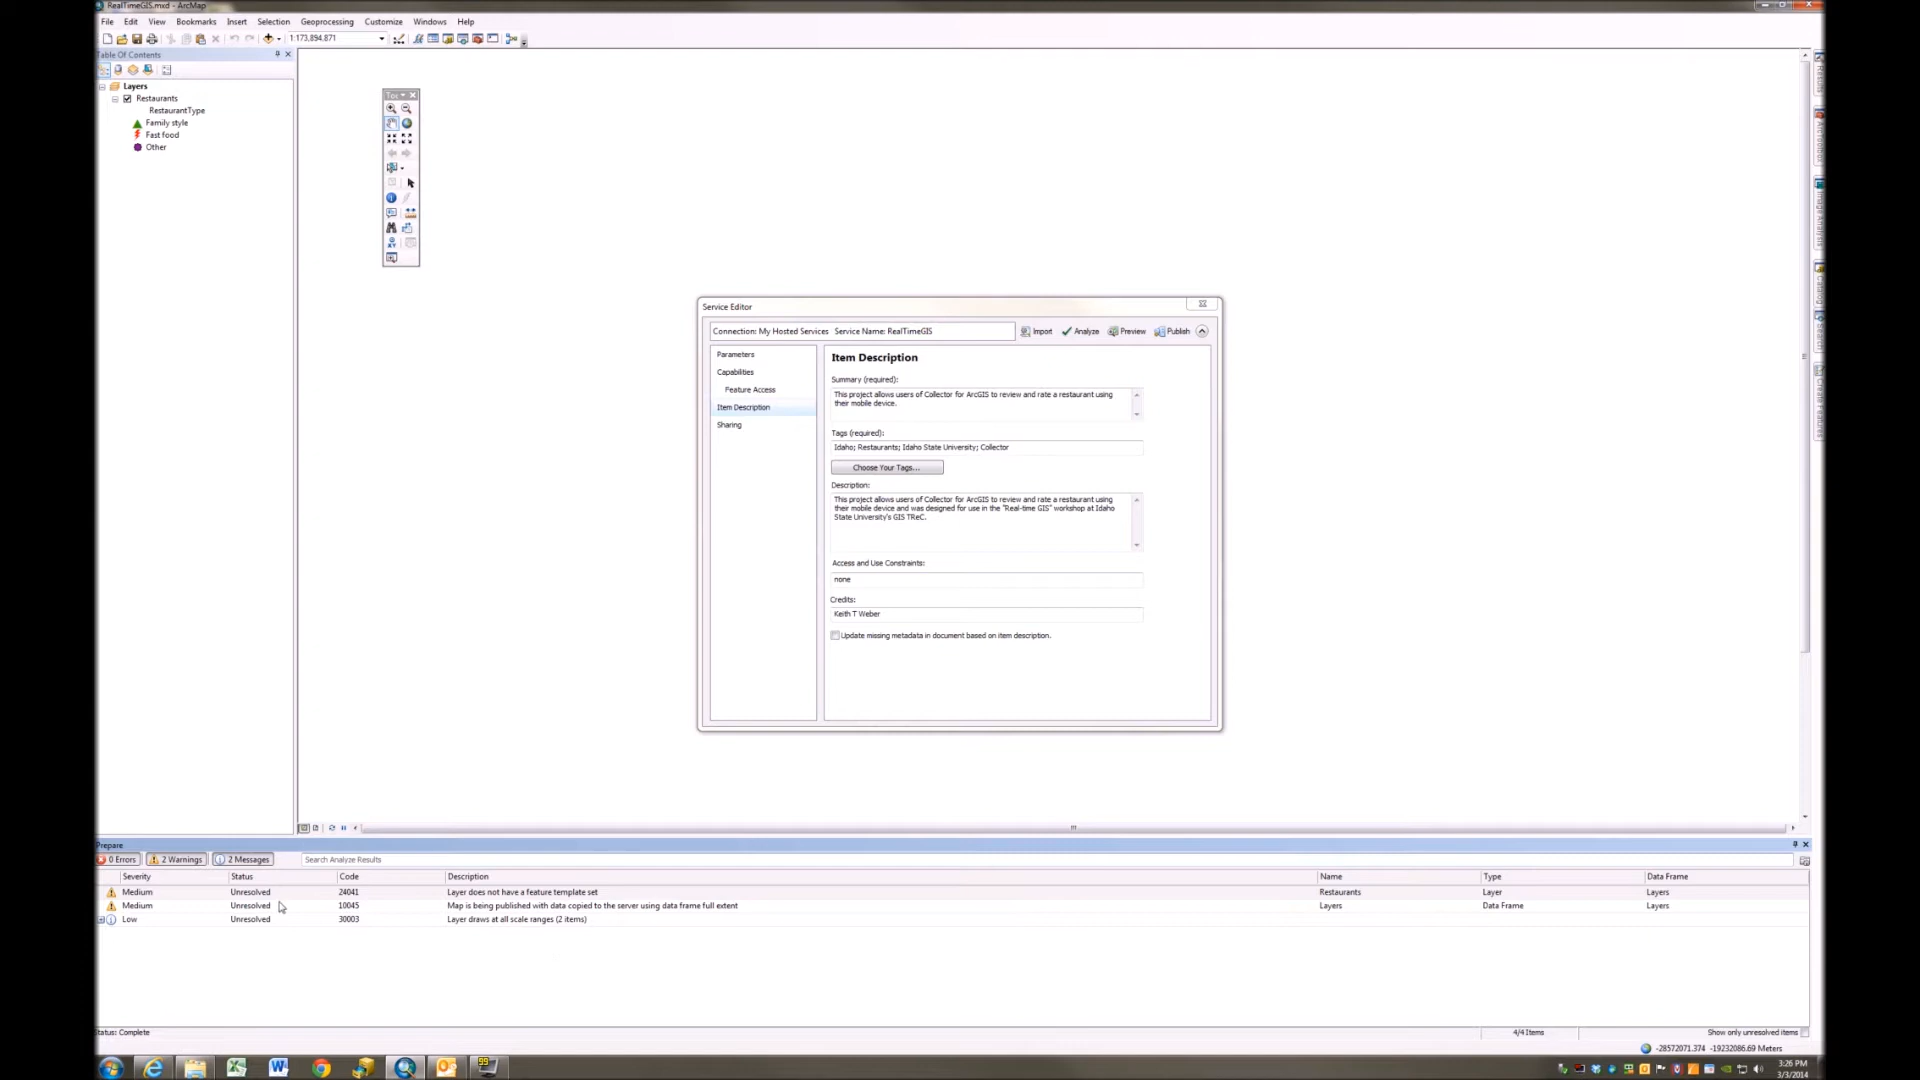 RealTimeGIS.mxd - ArcMap
File Edit View Bookmarks Insert Selection Geoprocessing Customize Windows Help
1:173,894,871
Table Of Contents
Layers
Restaurants
RestaurantType
Family style
Fast food
Other
Service Editor
Connection: My Hosted Services Service Name: RealTimeGIS
Import Analyze Preview Publish
Parameters
Capabilities
Feature Access
Item Description
Sharing
Item Description
Summary (required):
This project allows users of Collector for ArcGIS to review and rate a restaurant using
their mobile device.
Tags (required):
Idaho; Restaurants; Idaho State University; Collector
Choose Your Tags...
Description:
This project allows users of Collector for ArcGIS to review and rate a restaurant using
their mobile device and was designed for use in the "Real-time GIS" workshop at Idaho
State University's GIS TReC.
Access and Use Constraints:
none
Credits:
Keith T Weber
Update missing metadata in document based on item description.
Results
ArcToolbox
Image Analysis
Catalog
Search
Create Features
Prepare
0 Errors 2 Warnings 2 Messages Search Analyze Results
Severity Status Code Description Name Type Data Frame
Medium Unresolved 24041 Layer does not have a feature template set Restaurants Layer Layers
Medium Unresolved 10045 Map is being published with data copied to the server using data frame full extent Layers Data Frame Layers
Low Unresolved 30003 Layer draws at all scale ranges (2 items)
Status: Complete 4/4 Items Show only unresolved items
-28572071.374 -19232086.69 Meters
3:26 PM
3/3/2014